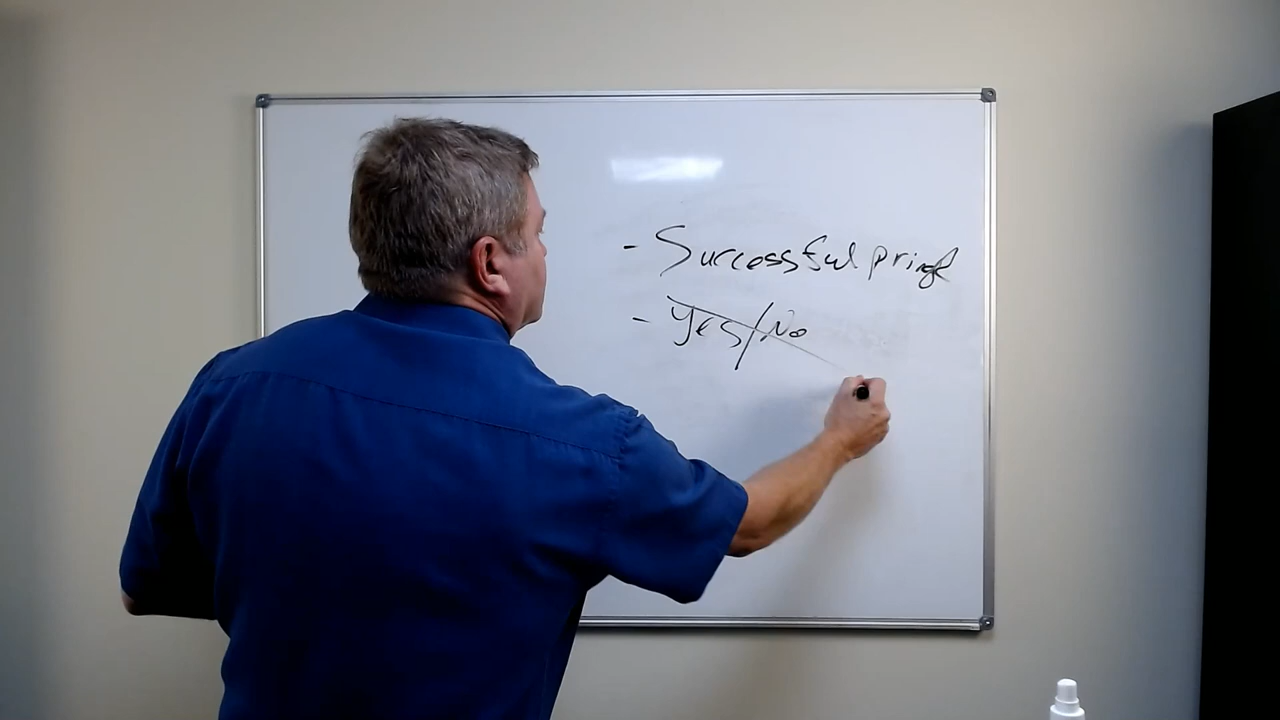 - Successful print
- Yes/No